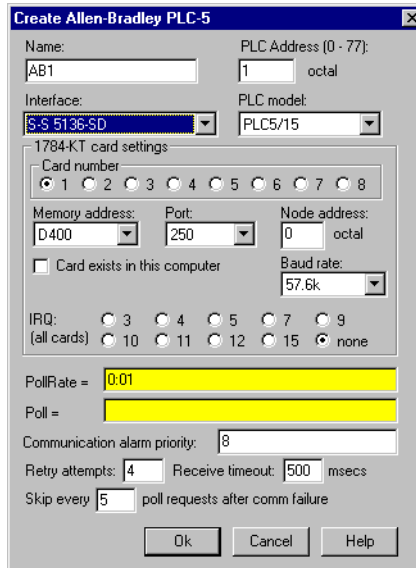 Create Allen-Bradley PLC-5
Name: PLC Address (0 - 77):
AB1 1 octal
Interface: PLC model:
S-S 5136-SD PLC5/15
1784-KT card settings
Card number
1 2 3 4 5 6 7 8
Memory address: Port: Node address:
D400 250 0 octal
Card exists in this computer Baud rate:
57.6k
IRQ: 3 4 5 7 9
(all cards) 10 11 12 15 none
PollRate = 0:01
Poll =
Communication alarm priority: 8
Retry attempts: 4 Receive timeout: 500 msecs
Skip every 5 poll requests after comm failure
Ok Cancel Help